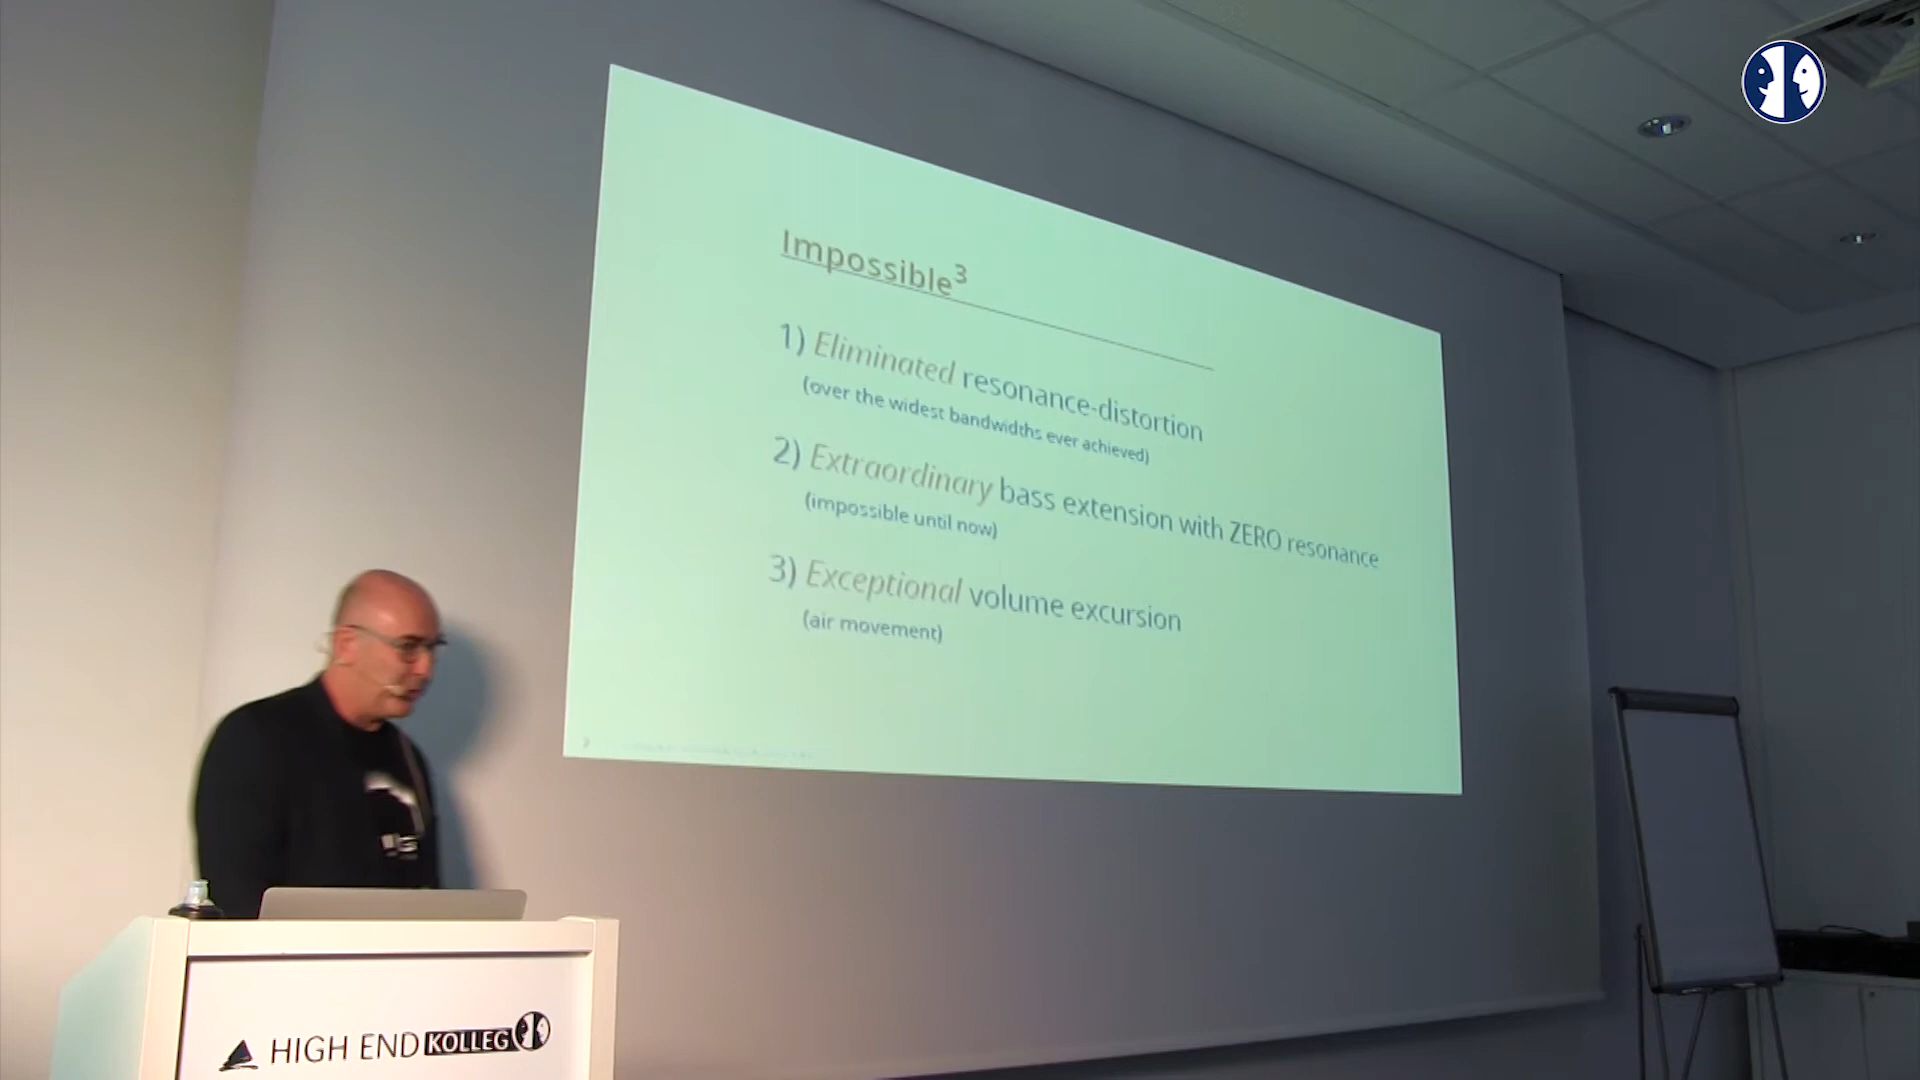 Impossible³
1) Eliminated resonance-distortion
(over the widest bandwidths ever achieved)
2) Extraordinary bass extension with ZERO resonance
(impossible until now)
3) Exceptional volume excursion
(air movement)
HIGH END KOLLEG